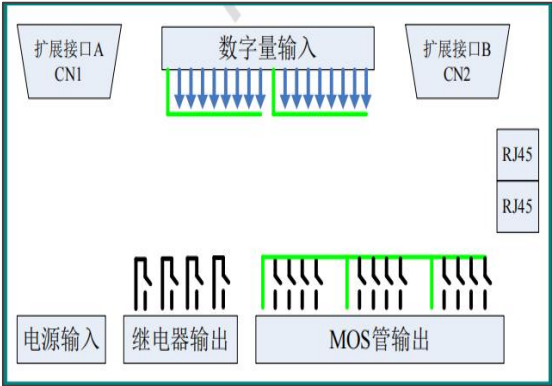 扩展接口A
CN1
数字量输入
扩展接口B
CN2
RJ45
RJ45
电源输入
继电器输出
MOS管输出